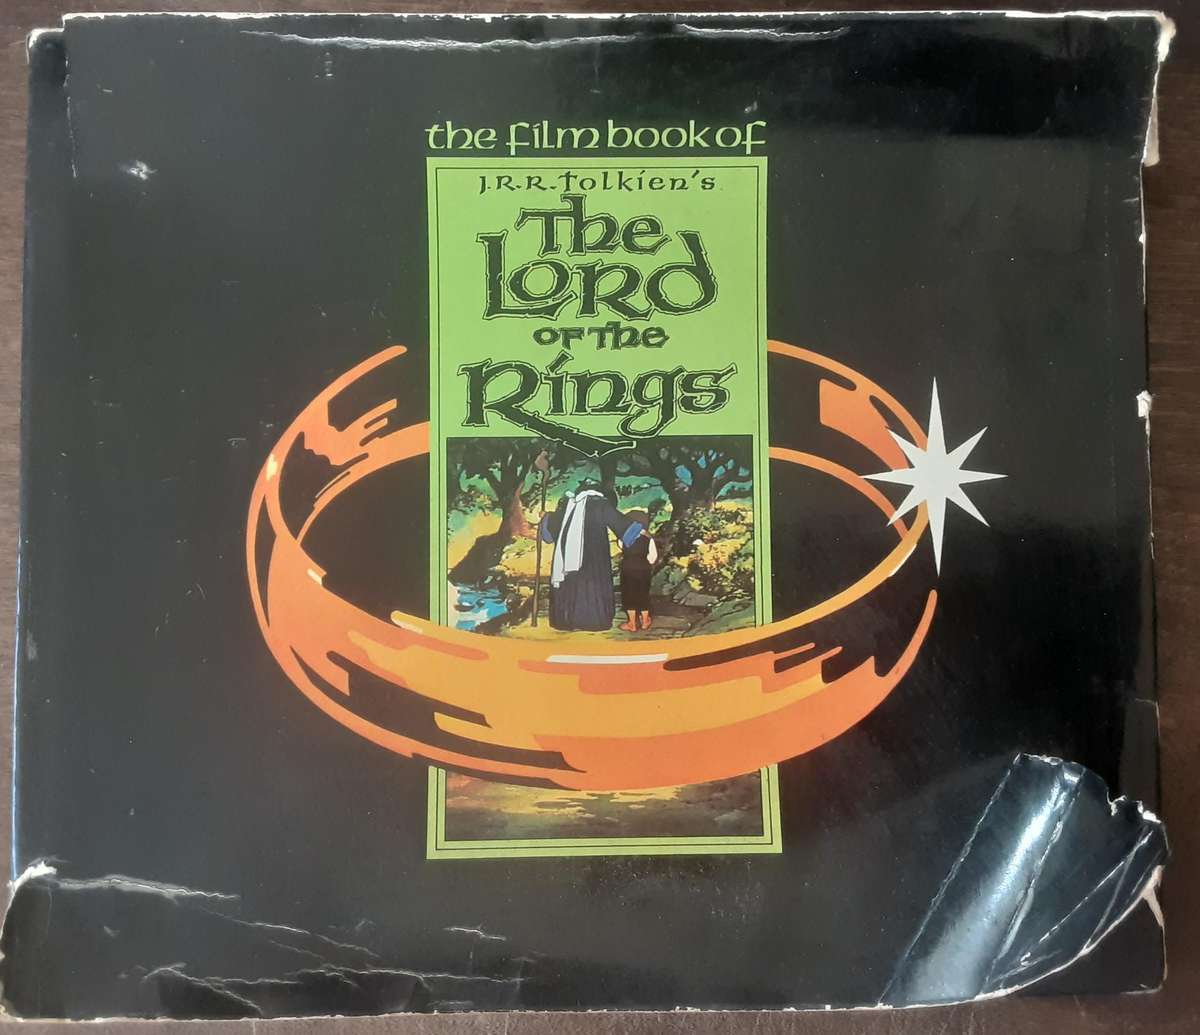 the film book of
J.R.R. Tolkien's
The
Lord
OF The
Rings